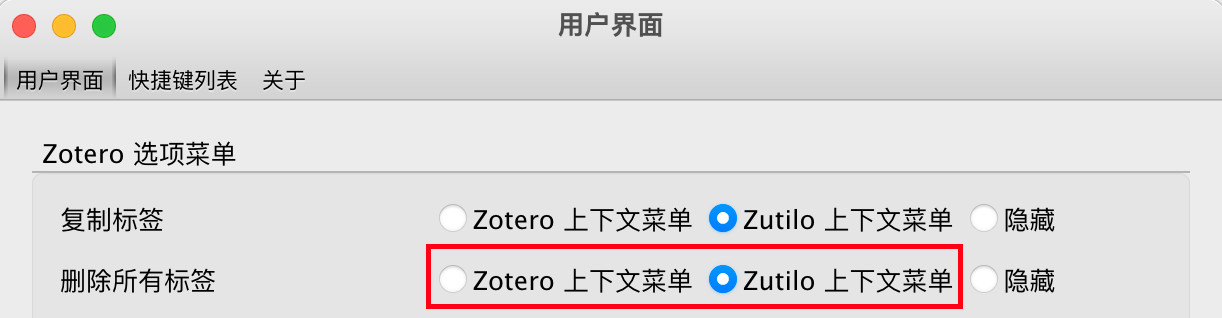 用户界面
用户界面 快捷键列表 关于
Zotero 选项菜单
复制标签 Zotero 上下文菜单 Zutilo 上下文菜单 隐藏
删除所有标签 Zotero 上下文菜单 Zutilo 上下文菜单 隐藏